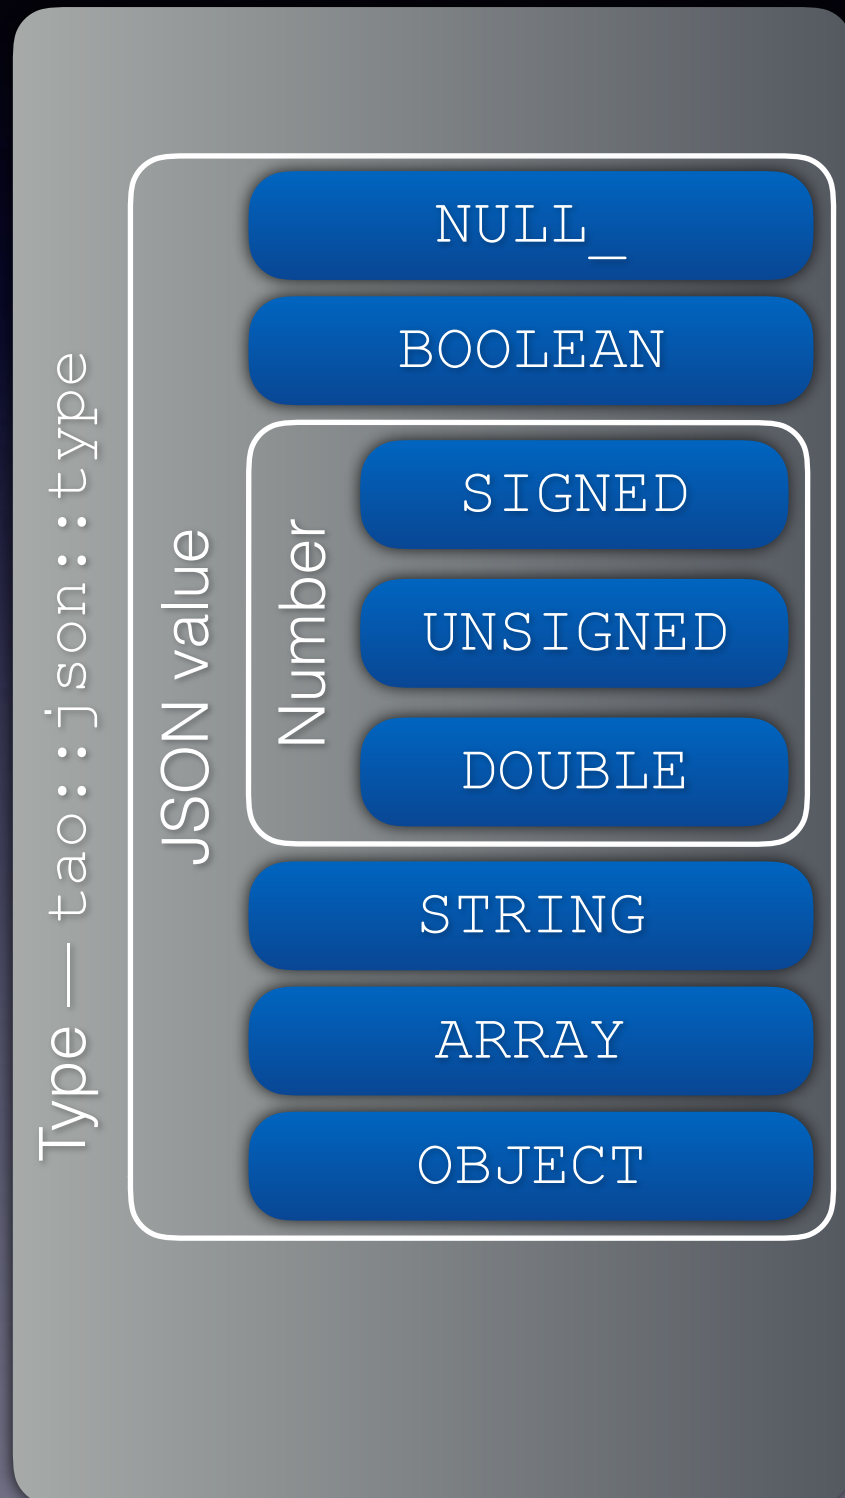 Type — tao::json::type
JSON value
NULL_
BOOLEAN
Number
SIGNED
UNSIGNED
DOUBLE
STRING
ARRAY
OBJECT